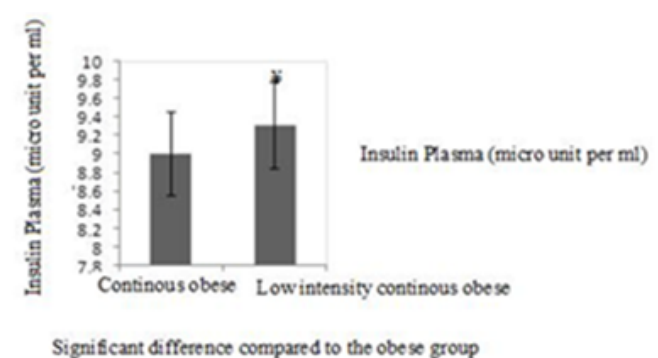 Insulin Plasma (micro unit per ml)
10
9.8
9.6
9.4
9.2
9
8.8
8.6
8.4
8.2
8
7.8
Insulin Plasma (micro unit per ml)
Continous obese
Low intensity continous obese
Significant difference compared to the obese group